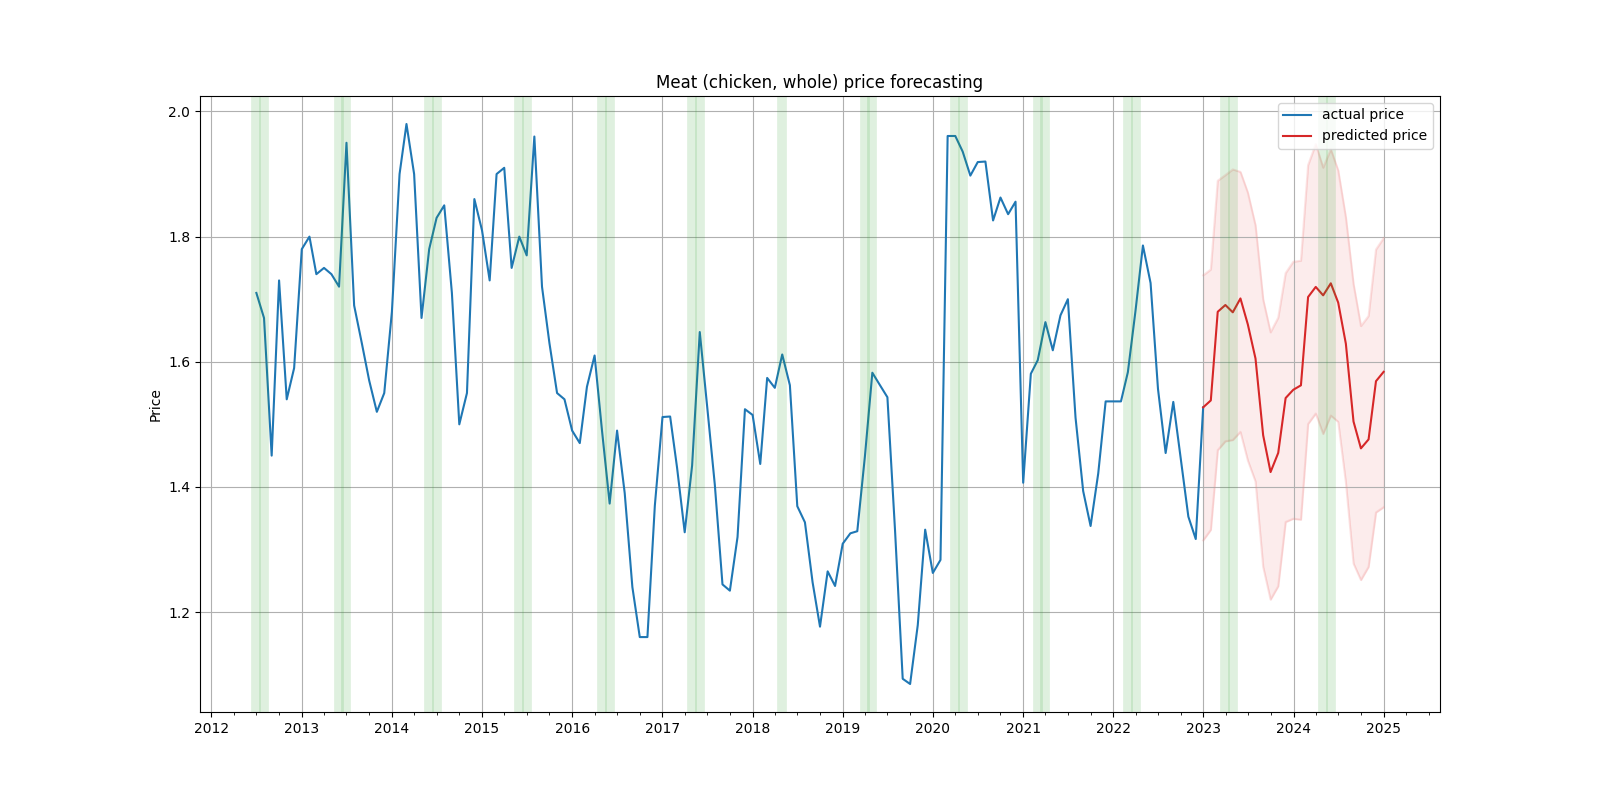 Meat (chicken, whole) price forecasting
actual price
predicted price
Price
2.0
1.8
1.6
1.4
1.2
2012 2013 2014 2015 2016 2017 2018 2019 2020 2021 2022 2023 2024 2025